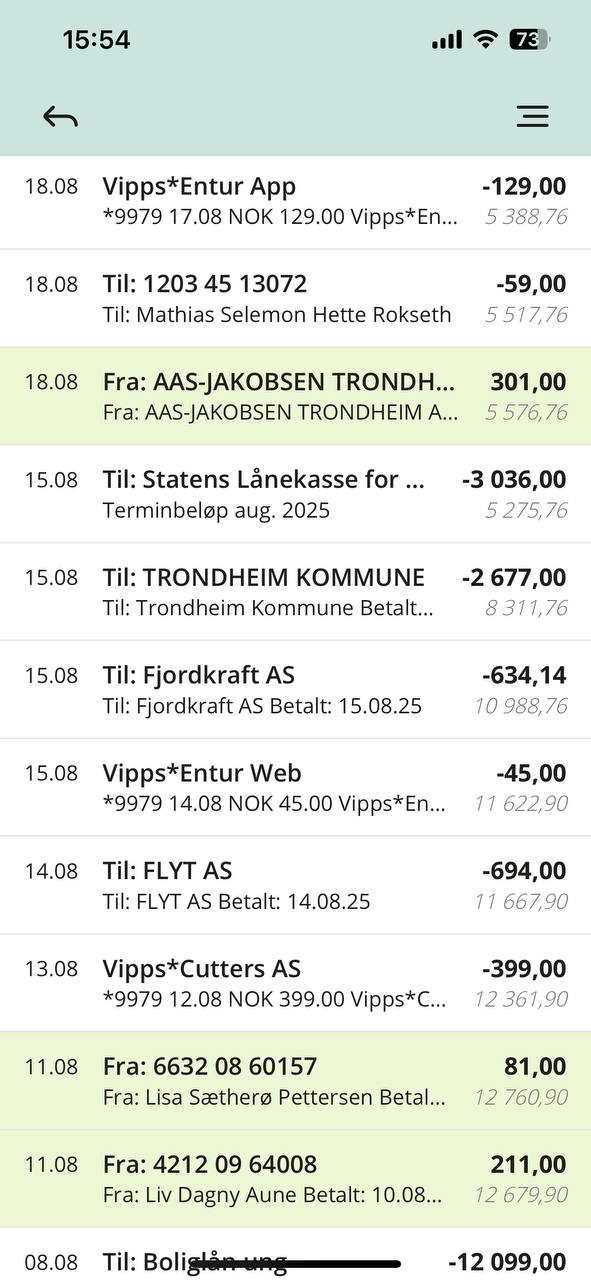 15:54
73
18.08 Vipps*Entur App -129,00
*9979 17.08 NOK 129.00 Vipps*En... 5 388,76
18.08 Til: 1203 45 13072 -59,00
Til: Mathias Selemon Hette Rokseth 5 517,76
18.08 Fra: AAS-JAKOBSEN TRONDH... 301,00
Fra: AAS-JAKOBSEN TRONDHEIM A... 5 576,76
15.08 Til: Statens Lånekasse for ... -3 036,00
Terminbeløp aug. 2025 5 275,76
15.08 Til: TRONDHEIM KOMMUNE -2 677,00
Til: Trondheim Kommune Betalt... 8 311,76
15.08 Til: Fjordkraft AS -634,14
Til: Fjordkraft AS Betalt: 15.08.25 10 988,76
15.08 Vipps*Entur Web -45,00
*9979 14.08 NOK 45.00 Vipps*En... 11 622,90
14.08 Til: FLYT AS -694,00
Til: FLYT AS Betalt: 14.08.25 11 667,90
13.08 Vipps*Cutters AS -399,00
*9979 12.08 NOK 399.00 Vipps*C... 12 361,90
11.08 Fra: 6632 08 60157 81,00
Fra: Lisa Sætherø Pettersen Betal... 12 760,90
11.08 Fra: 4212 09 64008 211,00
Fra: Liv Dagny Aune Betalt: 10.08... 12 679,90
08.08 Til: Boliglån ung -12 099,00